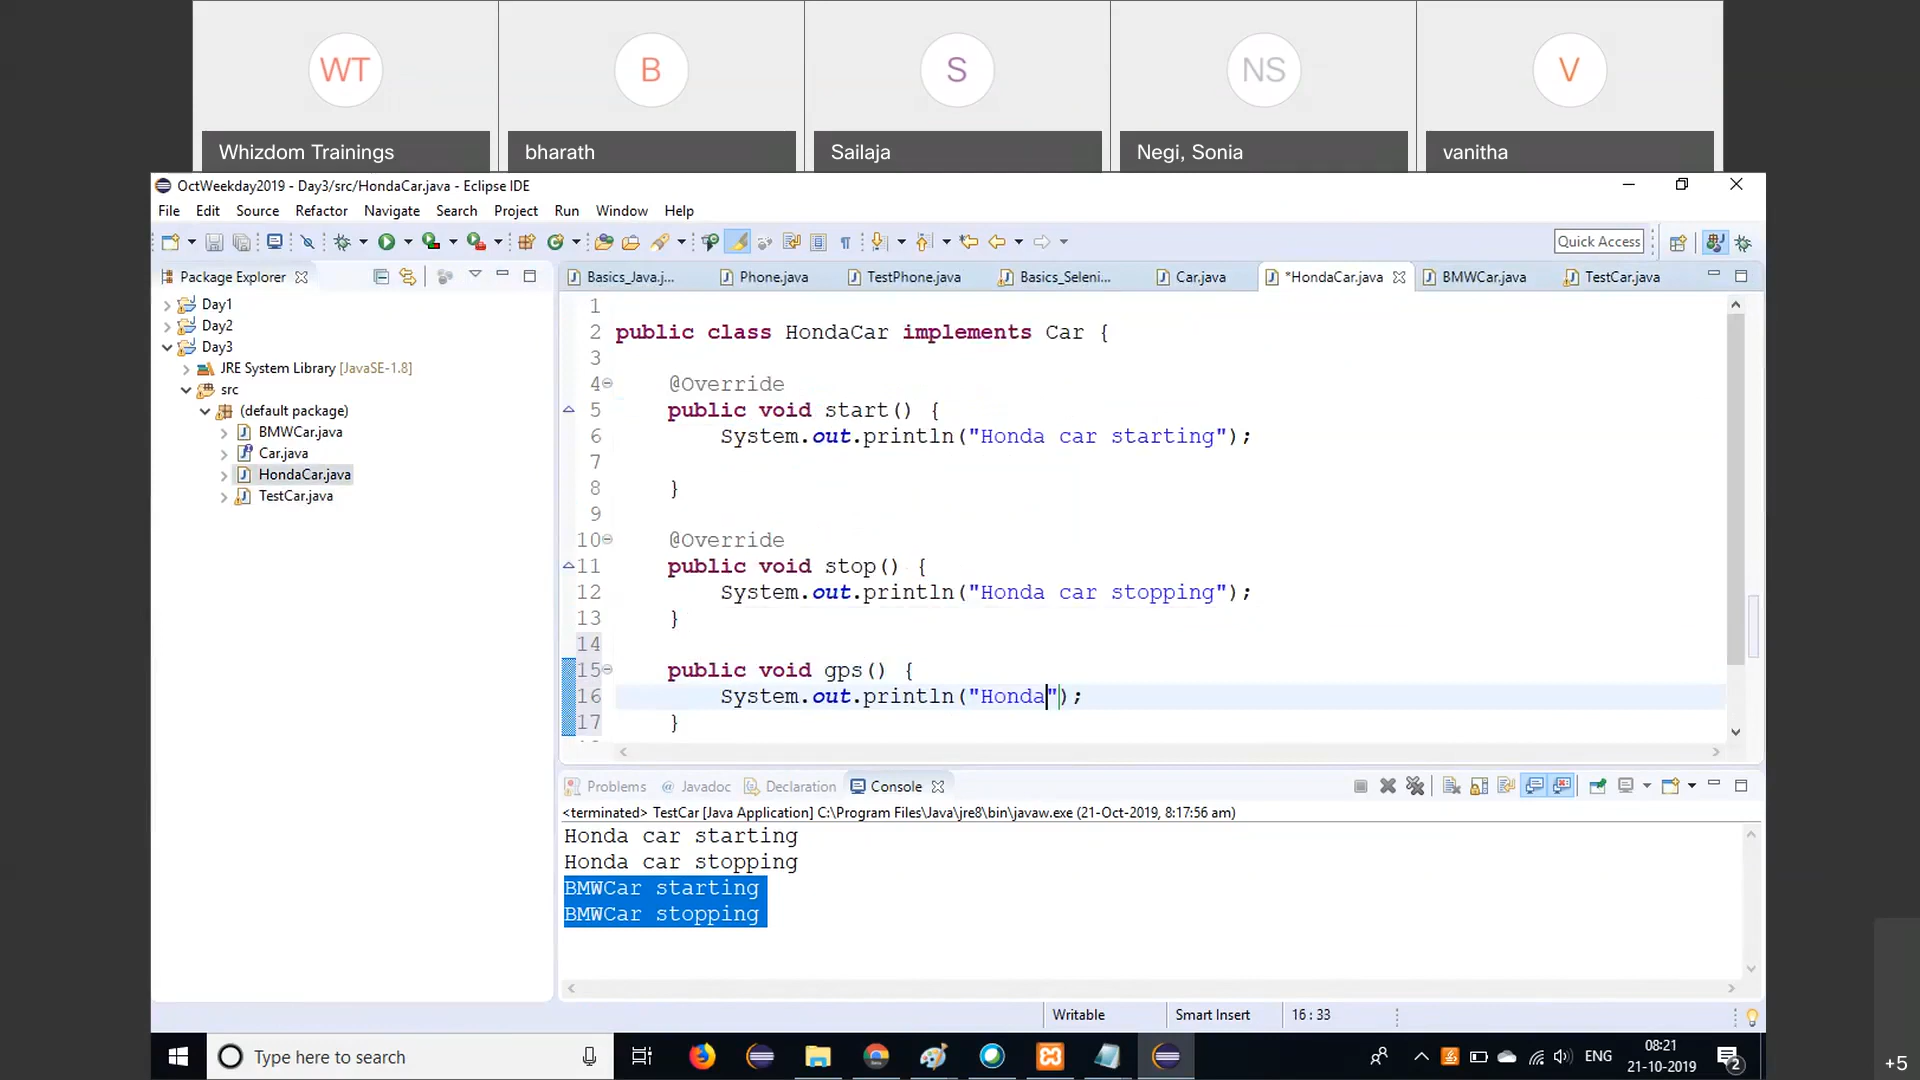 WT
B
S
NS
V
Whizdom Trainings
bharath
Sailaja
Negi, Sonia
vanitha
OctWeekday2019 - Day3/src/HondaCar.java - Eclipse IDE
File Edit Source Refactor Navigate Search Project Run Window Help
Quick Access
Package Explorer
Day1
Day2
Day3
JRE System Library [JavaSE-1.8]
src
(default package)
BMWCar.java
Car.java
HondaCar.java
TestCar.java
Basics_Java.j... Phone.java TestPhone.java Basics_Seleni... Car.java *HondaCar.java BMWCar.java TestCar.java
1
2 public class HondaCar implements Car {
3
4 @Override
5 public void start() {
6 System.out.println("Honda car starting");
7
8 }
9
10 @Override
11 public void stop() {
12 System.out.println("Honda car stopping");
13 }
14
15 public void gps() {
16 System.out.println("Honda");
17 }
Problems @ Javadoc Declaration Console
<terminated> TestCar [Java Application] C:\Program Files\Java\jre8\bin\javaw.exe (21-Oct-2019, 8:17:56 am)
Honda car starting
Honda car stopping
BMWCar starting
BMWCar stopping
Writable Smart Insert 16 : 33
Type here to search
ENG
08:21
21-10-2019
2
+5